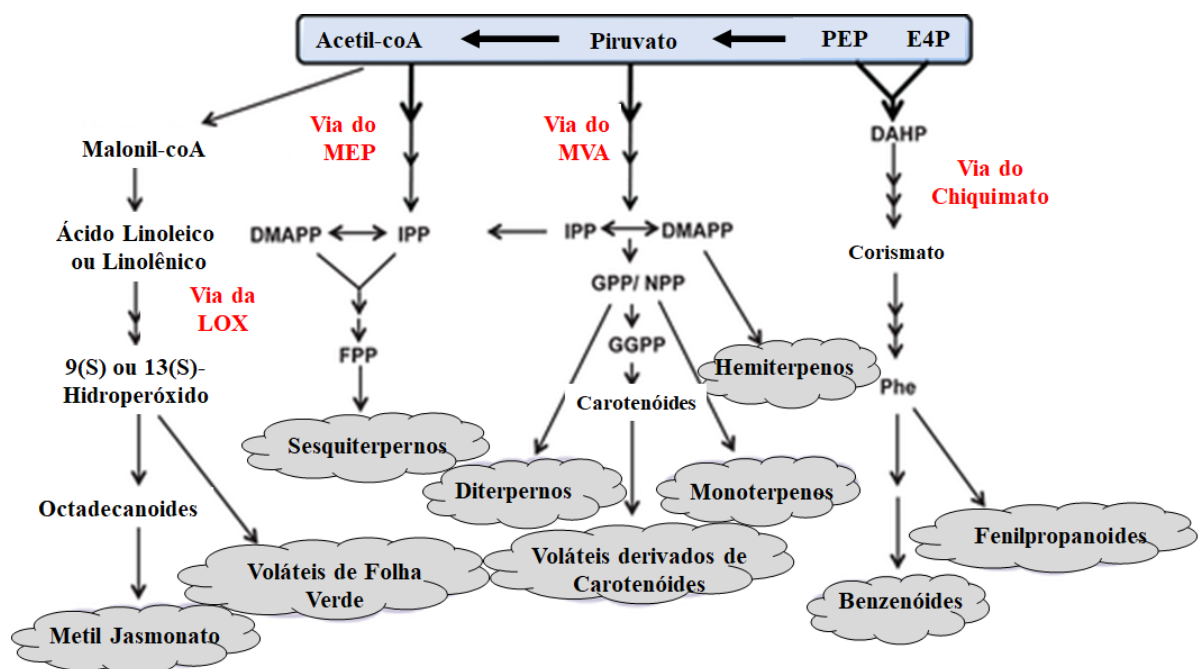 Acetil-coA
Piruvato
PEP
E4P
Via do
MEP
Via do
MVA
DAHP
Malonil-coA
Via do
Chiquimato
Ácido Linoleico
ou Linolênico
DMAPP
IPP
IPP
DMAPP
Corismato
GPP/ NPP
Via da
LOX
FPP
GGPP
9(S) ou 13(S)-
Hidroperóxido
Hemiterpenos
Phe
Carotenóides
Sesquiterpernos
Diterpernos
Monoterpenos
Octadecanoides
Fenilpropanoides
Voláteis de Folha
Verde
Voláteis derivados de
Carotenóides
Benzenóides
Metil Jasmonato